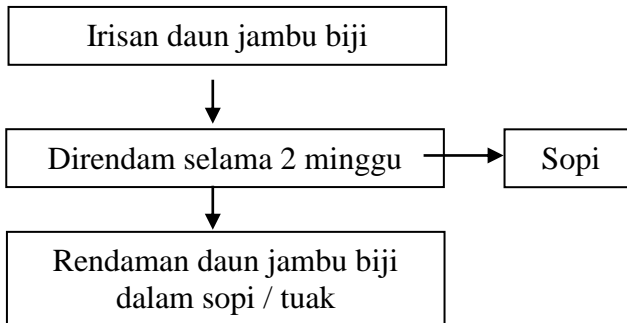 Irisan daun jambu biji
Direndam selama 2 minggu
Sopi
Rendaman daun jambu biji
dalam sopi / tuak